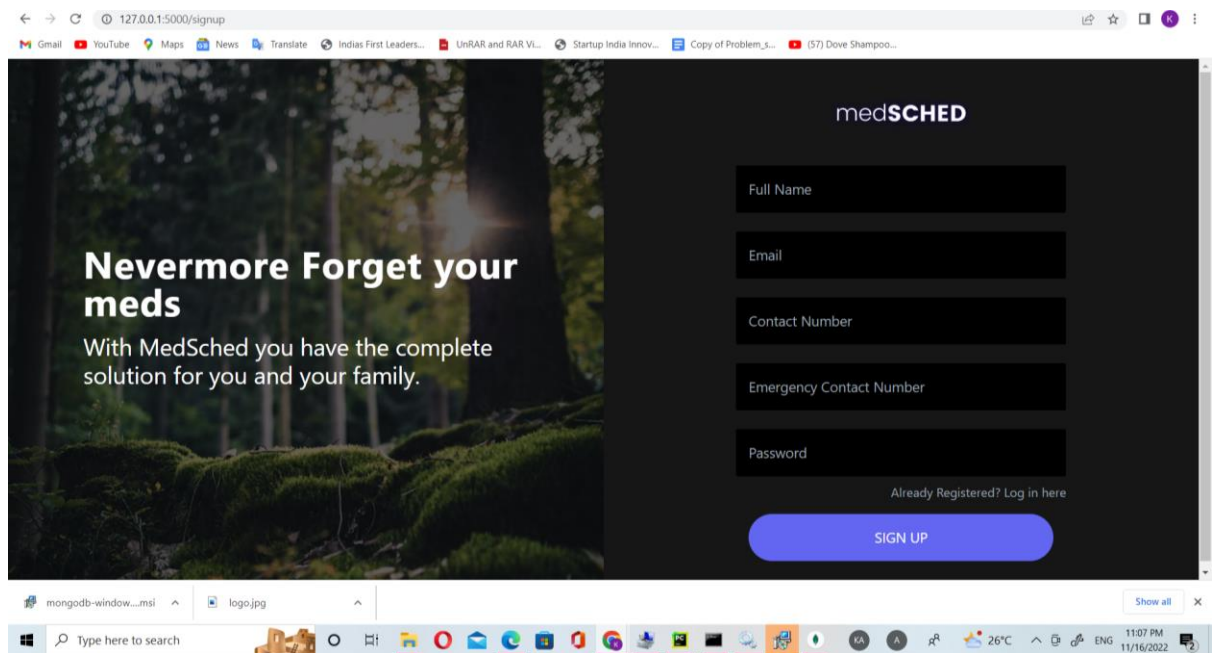 127.0.0.1:5000/signup
K
Gmail YouTube Maps News Translate Indias First Leaders... UnRAR and RAR Vi... Startup India Innov... Copy of Problem_s... (57) Dove Shampoo...
medSCHED
Full Name
Email
Contact Number
Emergency Contact Number
Password
Already Registered? Log in here
SIGN UP
Nevermore Forget your
meds
With MedSched you have the complete
solution for you and your family.
mongodb-window....msi logo.jpg Show all
Type here to search KA A 26°C ENG 11:07 PM
11/16/2022 2